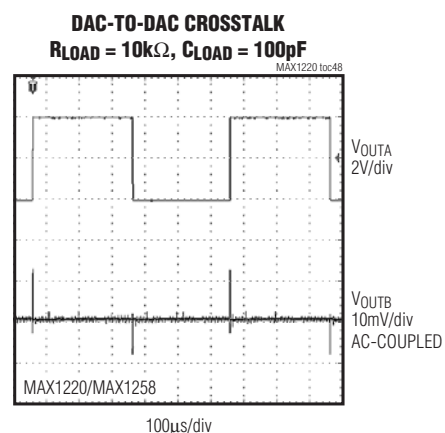 DAC-TO-DAC CROSSTALK
RLOAD = 10kΩ, CLOAD = 100pF
MAX1220 toc48
VOUTA
2V/div
VOUTB
10mV/div
AC-COUPLED
MAX1220/MAX1258
100µs/div